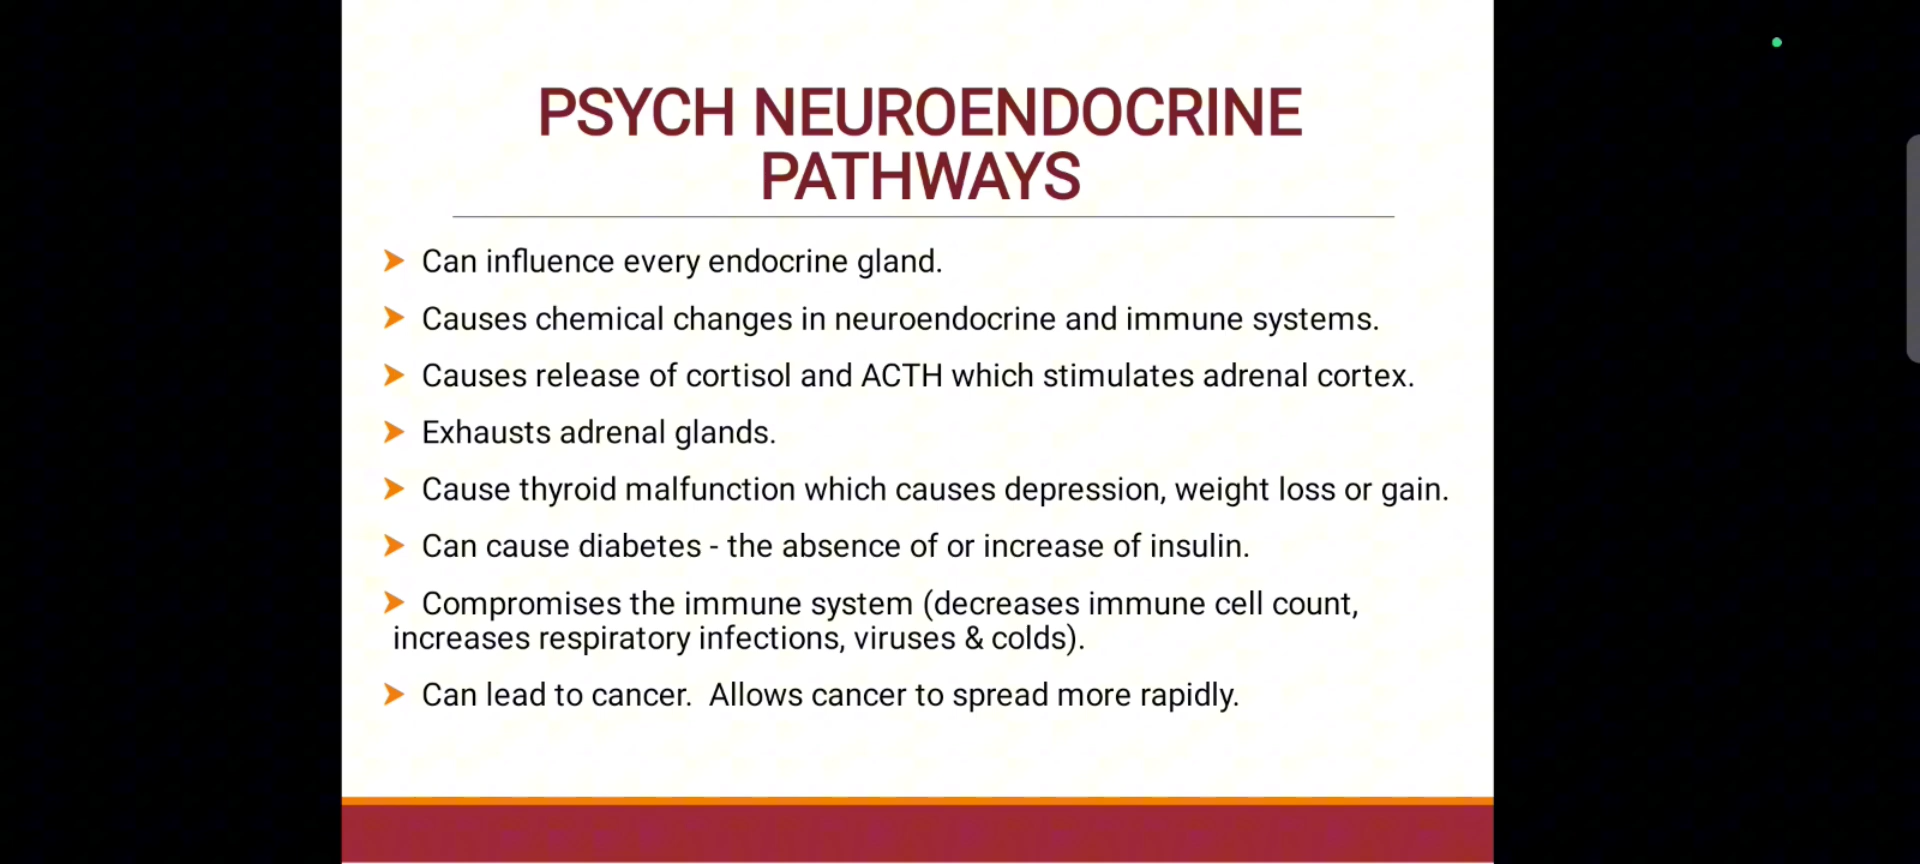 PSYCH NEUROENDOCRINE
PATHWAYS
➤ Can influence every endocrine gland.
➤ Causes chemical changes in neuroendocrine and immune systems.
➤ Causes release of cortisol and ACTH which stimulates adrenal cortex.
➤ Exhausts adrenal glands.
➤ Cause thyroid malfunction which causes depression, weight loss or gain.
➤ Can cause diabetes - the absence of or increase of insulin.
➤ Compromises the immune system (decreases immune cell count,
increases respiratory infections, viruses & colds).
➤ Can lead to cancer.  Allows cancer to spread more rapidly.